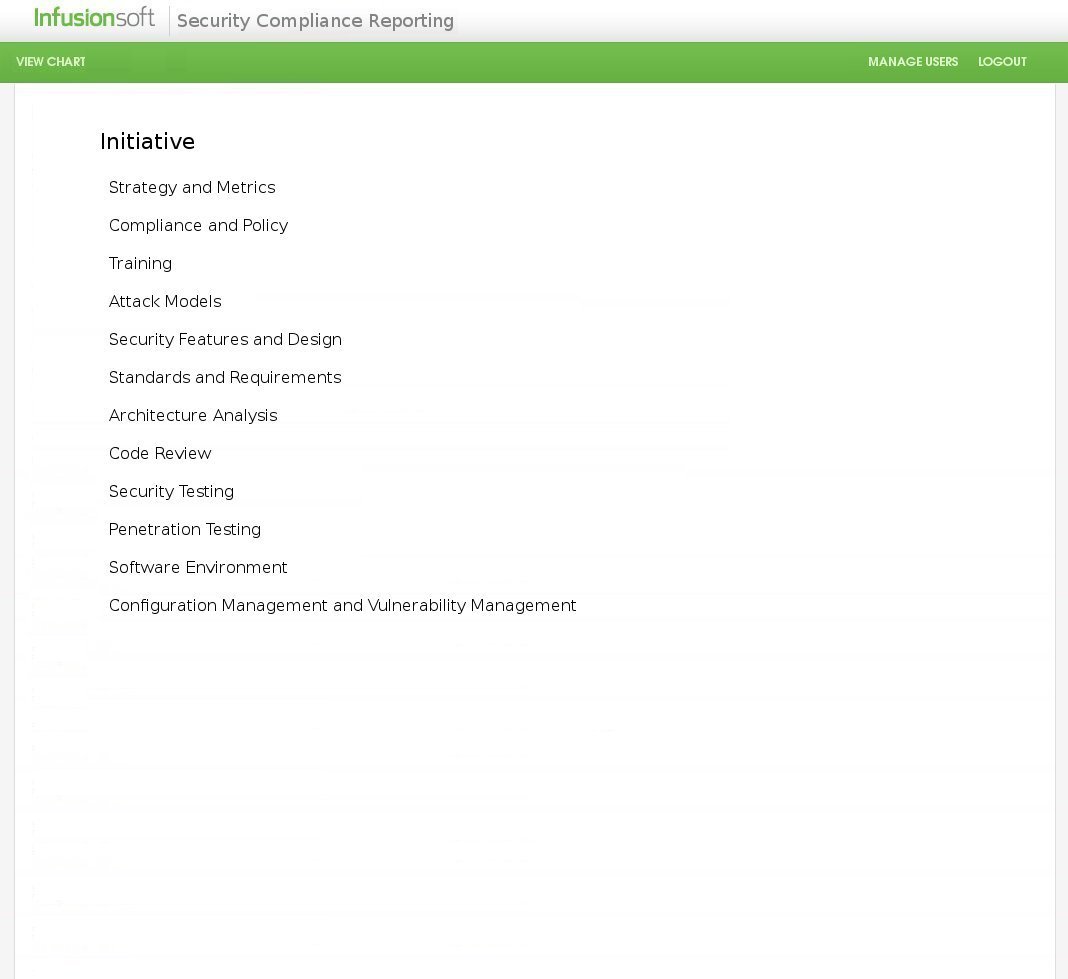 Infusionsoft Security Compliance Reporting
VIEW CHART MANAGE USERS LOGOUT
Initiative
Strategy and Metrics
Compliance and Policy
Training
Attack Models
Security Features and Design
Standards and Requirements
Architecture Analysis
Code Review
Security Testing
Penetration Testing
Software Environment
Configuration Management and Vulnerability Management